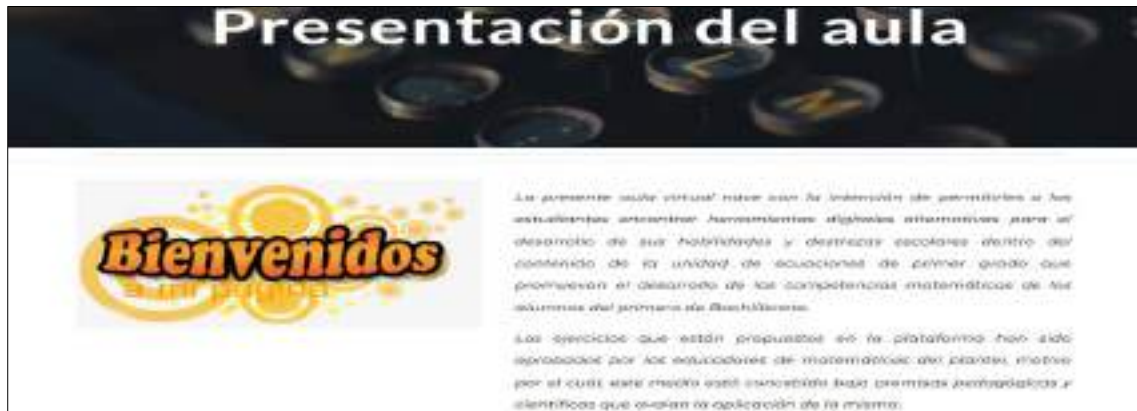 Presentación del aula
Bienvenidos
a mi página
La presente aula virtual nace con la intención de permitirles a los
estudiantes encontrar herramientas digitales alternativas para el
desarrollo de sus habilidades y destrezas escolares dentro del
contenido de la unidad de ecuaciones de primer grado que
promuevan el desarrollo de las competencias matemáticas de los
alumnos del primero de Bachillerato.
Los ejercicios que están propuestos en la plataforma han sido
aprobados por los educadores de matemáticas del plantel, motivo
por el cuál, este medio está concebido bajo premisas pedagógicas y
científicas que avalan la aplicación de la misma.
L
M